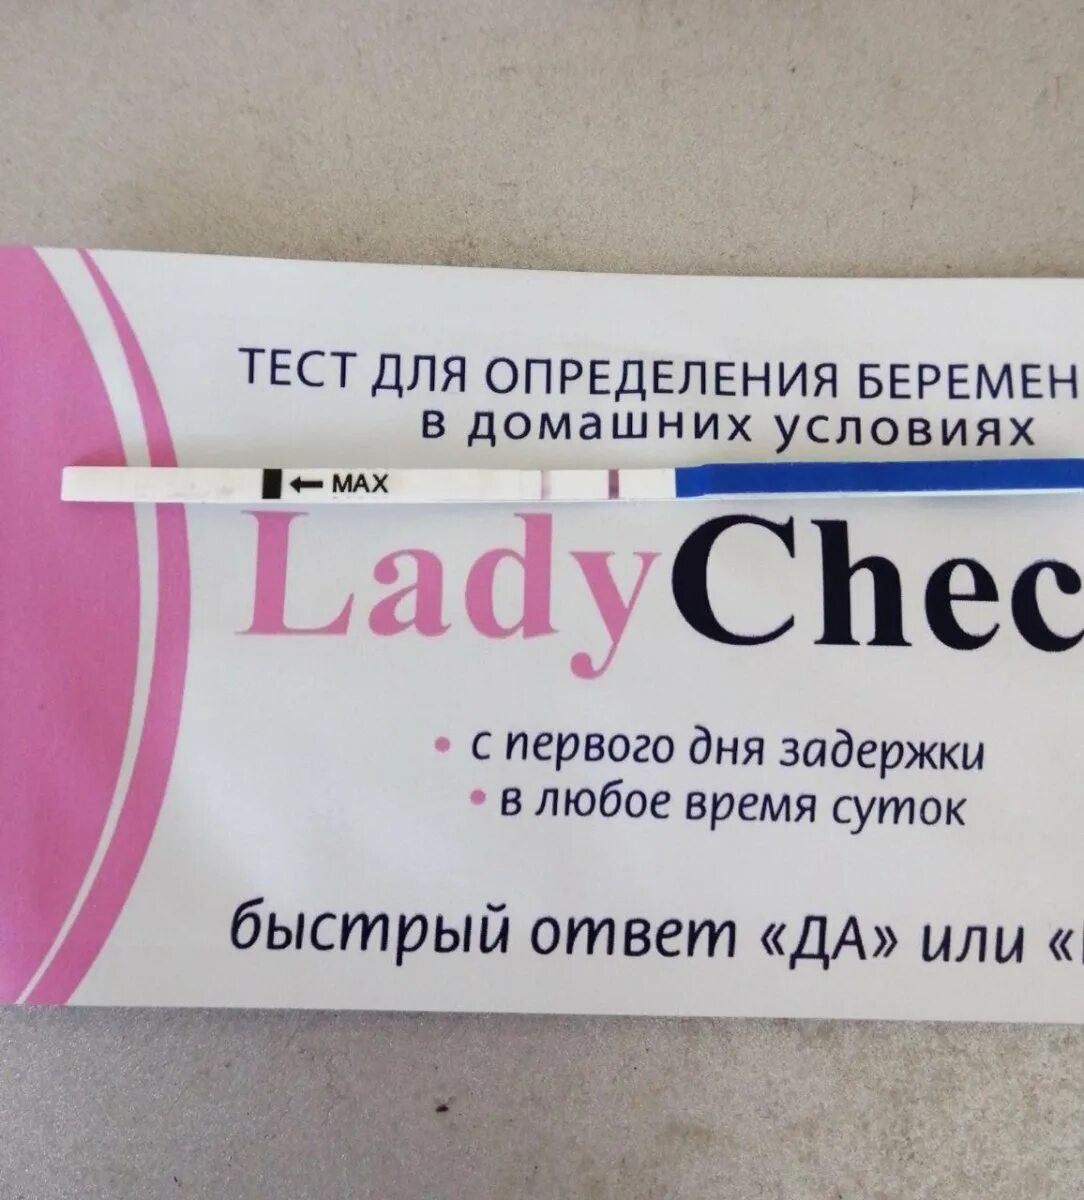 ТЕСТ ДЛЯ ОПРЕДЕЛЕНИЯ БЕРЕМЕН
В ДОМАШНИХ УСЛОВИЯХ
MAX
LadyChec
• с первого дня задержки
• в любое время суток
быстрый ответ «ДА» или «